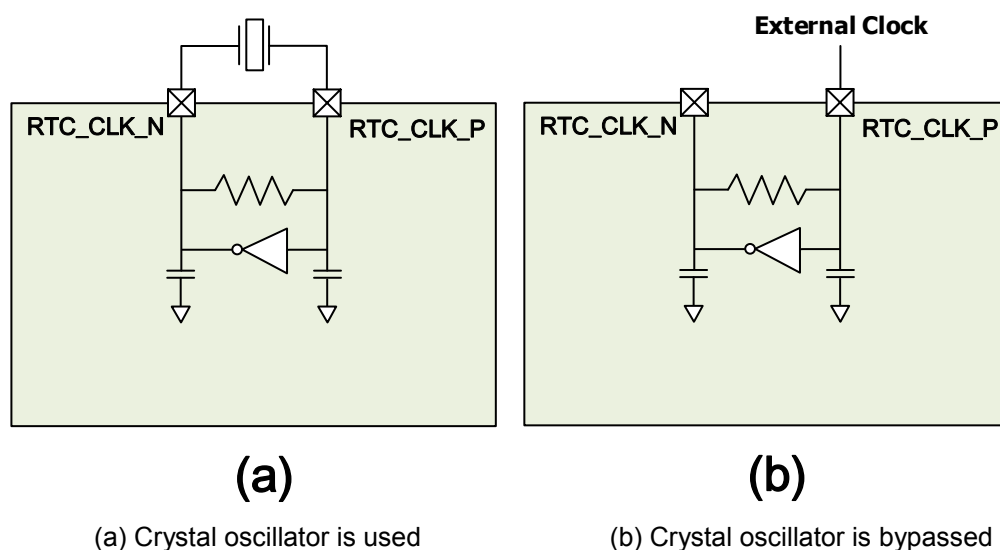 External Clock
RTC_CLK_N
RTC_CLK_P
RTC_CLK_N
RTC_CLK_P
(a)
(b)
(a) Crystal oscillator is used
(b) Crystal oscillator is bypassed